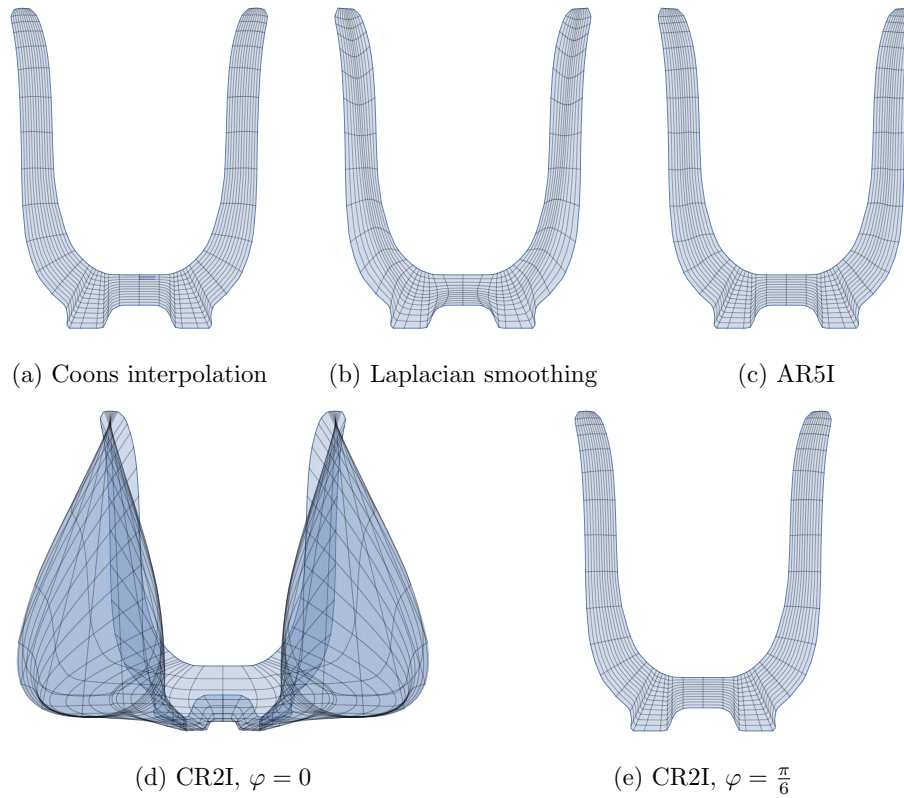 (a) Coons interpolation
(b) Laplacian smoothing
(c) AR5I
(d) CR2I, φ = 0
(e) CR2I, φ = π/6